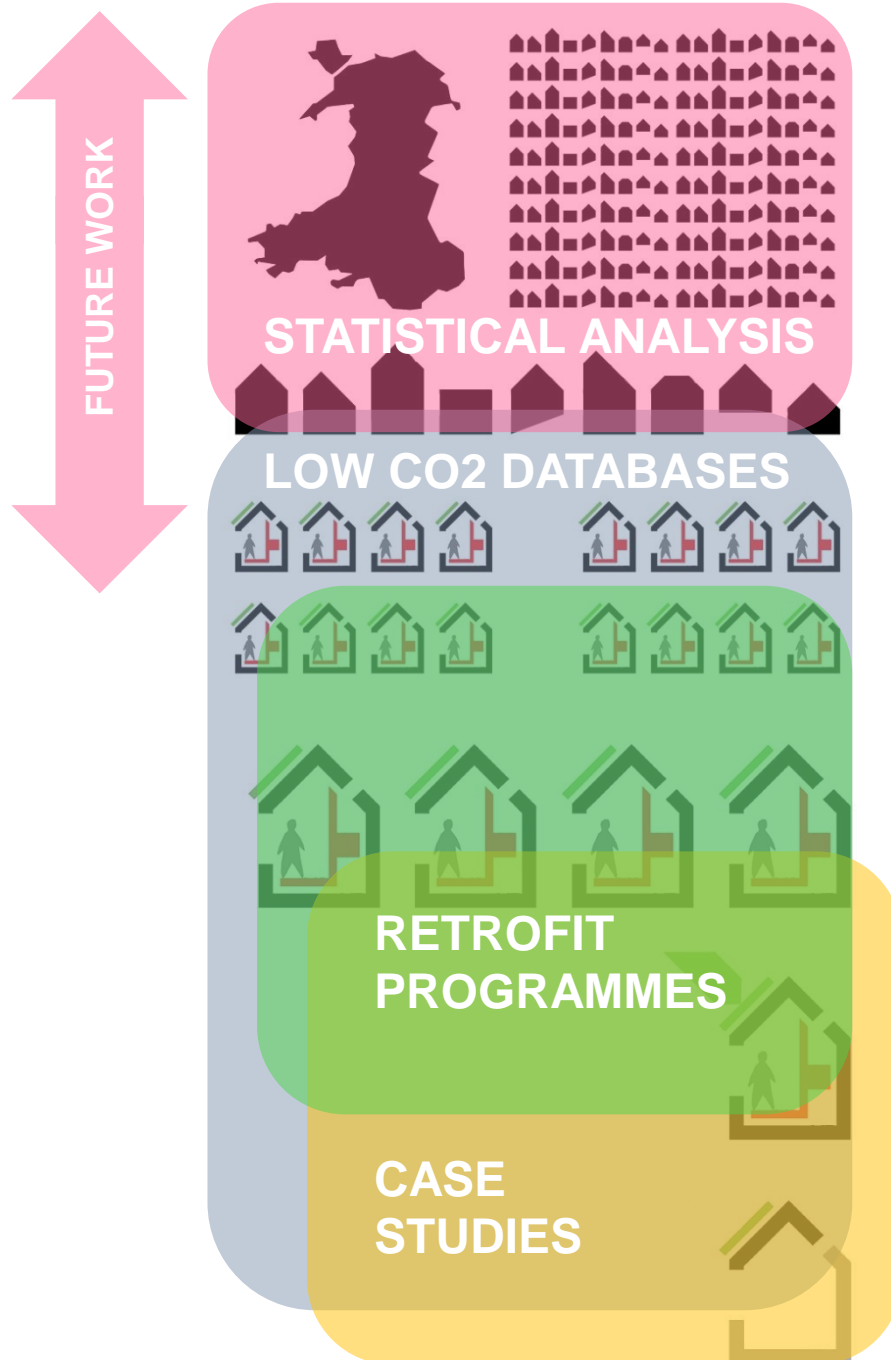 FUTURE WORK
STATISTICAL ANALYSIS
LOW CO2 DATABASES
RETROFIT
PROGRAMMES
CASE
STUDIES